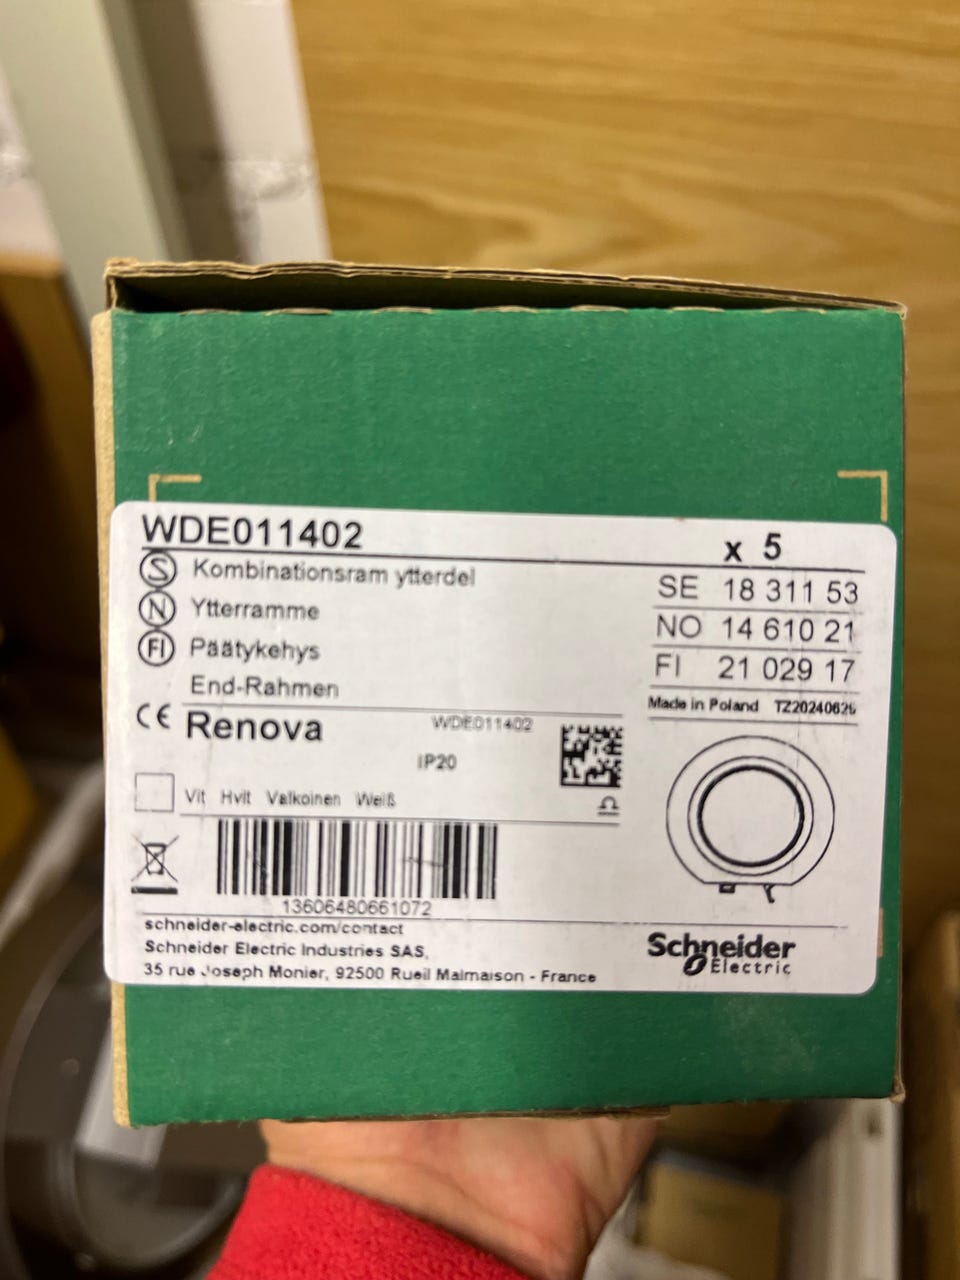 WDE011402
x 5
S Kombinationsram ytterdel
N Ytterramme
FI Päätykehys
End-Rahmen
SE 18 311 53
NO 14 610 21
FI 21 029 17
Made in Poland TZ20240626
CE Renova WDE011402
IP20
Vit Hvit Valkoinen Weiß
13606480661072
schneider-electric.com/contact
Schneider Electric Industries SAS,
35 rue Joseph Monier, 92500 Rueil Malmaison - France
Schneider
Electric